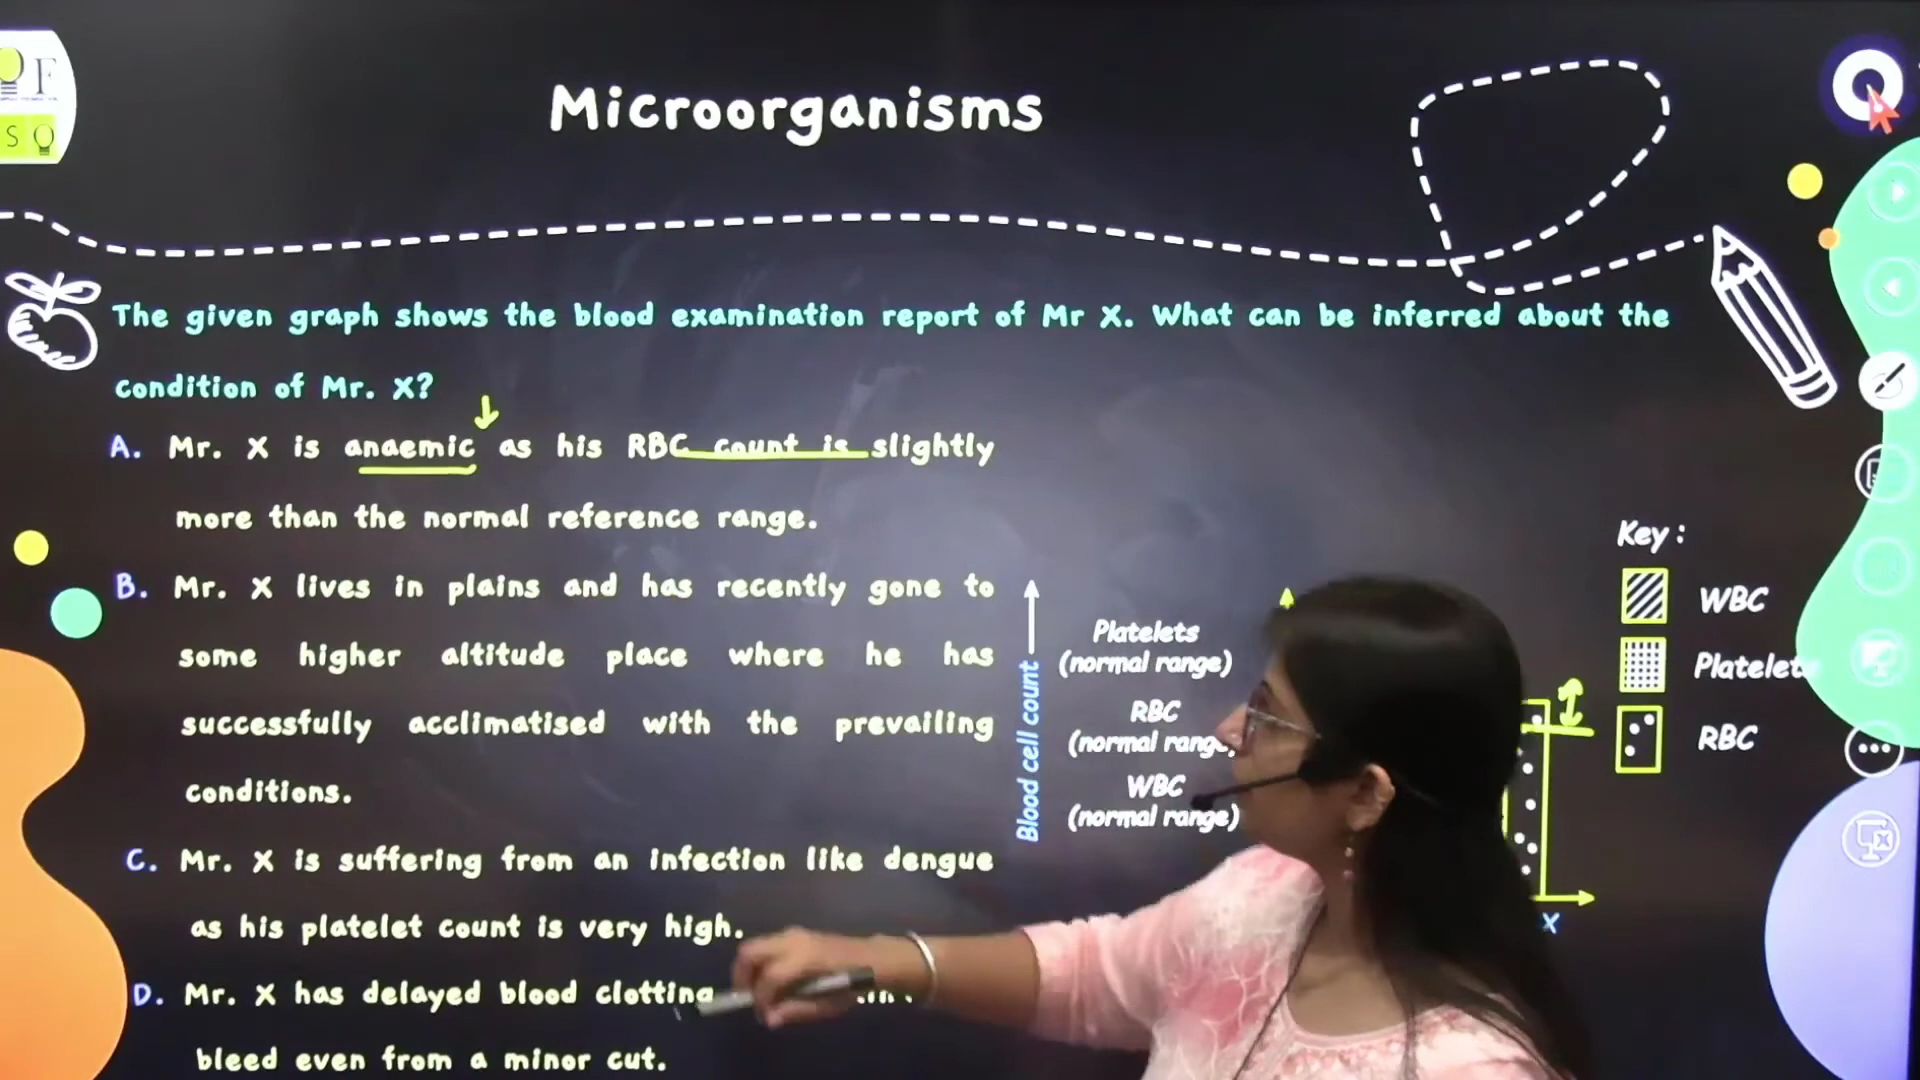 F
S O
Microorganisms
The given graph shows the blood examination report of Mr X. What can be inferred about the
condition of Mr. X?
A. Mr. X is anaemic as his RBC count is slightly
more than the normal reference range.
B. Mr. X lives in plains and has recently gone to
some higher altitude place where he has
successfully acclimatised with the prevailing
conditions.
C. Mr. X is suffering from an infection like dengue
as his platelet count is very high.
D. Mr. X has delayed blood clotting
bleed even from a minor cut.
Blood cell count
Platelets
(normal range)
RBC
(normal range)
WBC
(normal range)
X
Key :
WBC
Platelets
RBC